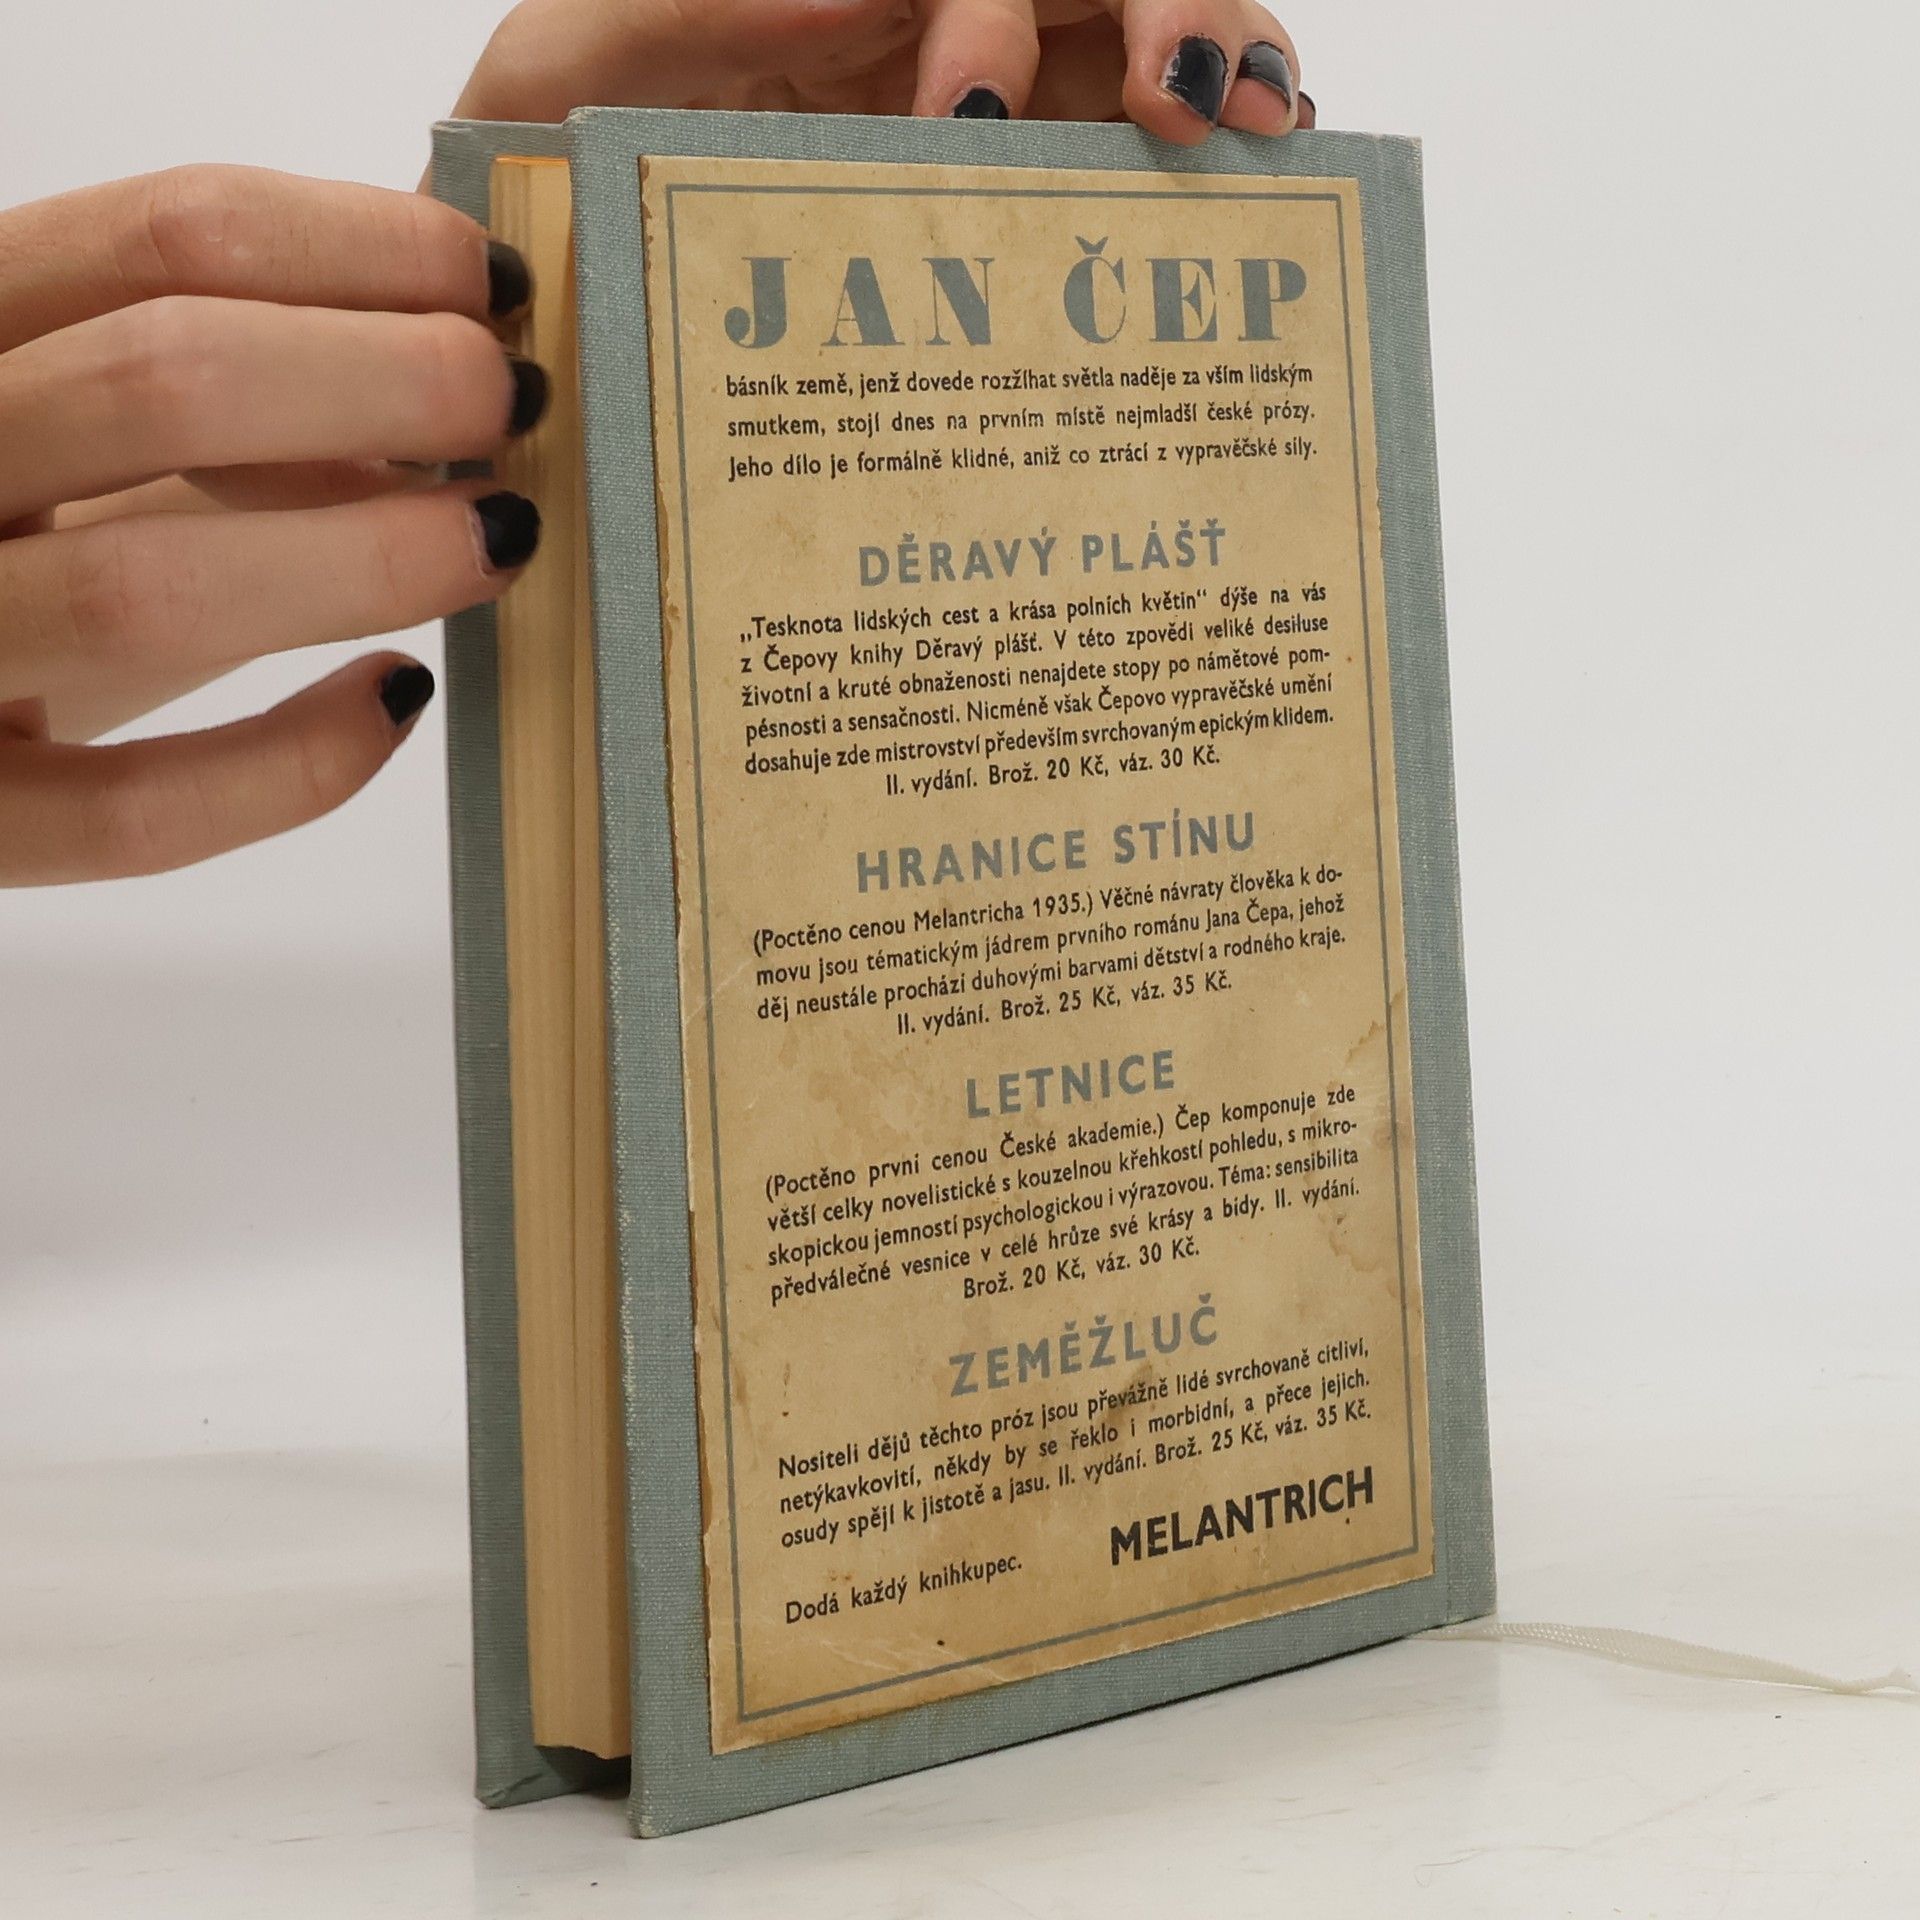 JAN ČEP
básník země, jenž dovede rozžíhat světla naděje za vším lidským
smutkem, stojí dnes na prvním místě nejmladší české prózy.
Jeho dílo je formálně klidné, aniž co ztrácí z vypravěčské síly.
DĚRAVÝ PLÁŠŤ
„Tesknota lidských cest a krása polních květin“ dýše na vás
z Čepovy knihy Děravý plášť. V této zpovědi veliké desiluse
životní a kruté obnaženosti nenajdete stopy po námětové pom-
pésnosti a sensačnosti. Nicméně však Čepovo vypravěčské umění
dosahuje zde mistrovství především svrchovaným epickým klidem.
II. vydání. Brož. 20 Kč, váz. 30 Kč.
HRANICE STÍNU
(Poctěno cenou Melantricha 1935.) Věčné návraty člověka k do-
movu jsou tématickým jádrem prvního románu Jana Čepa, jehož
děj neustále prochází duhovými barvami dětství a rodného kraje.
II. vydání. Brož. 25 Kč, váz. 35 Kč.
LETNICE
(Poctěno první cenou České akademie.) Čep komponuje zde
větší celky novelistické s kouzelnou křehkostí pohledu, s mikro-
skopickou jemností psychologickou i výrazovou. Téma: sensibilita
předválečné vesnice v celé hrůze své krásy a bídy. II. vydání.
Brož. 20 Kč, váz. 30 Kč.
ZEMĚŽLUČ
Nositeli dějů těchto próz jsou převážně lidé svrchovaně citliví,
netýkavkovití, někdy by se řeklo i morbidní, a přece jejich
osudy spějí k jistotě a jasu. II. vydání. Brož. 25 Kč, váz. 35 Kč.
MELANTRICH
Dodá každý knihkupec.